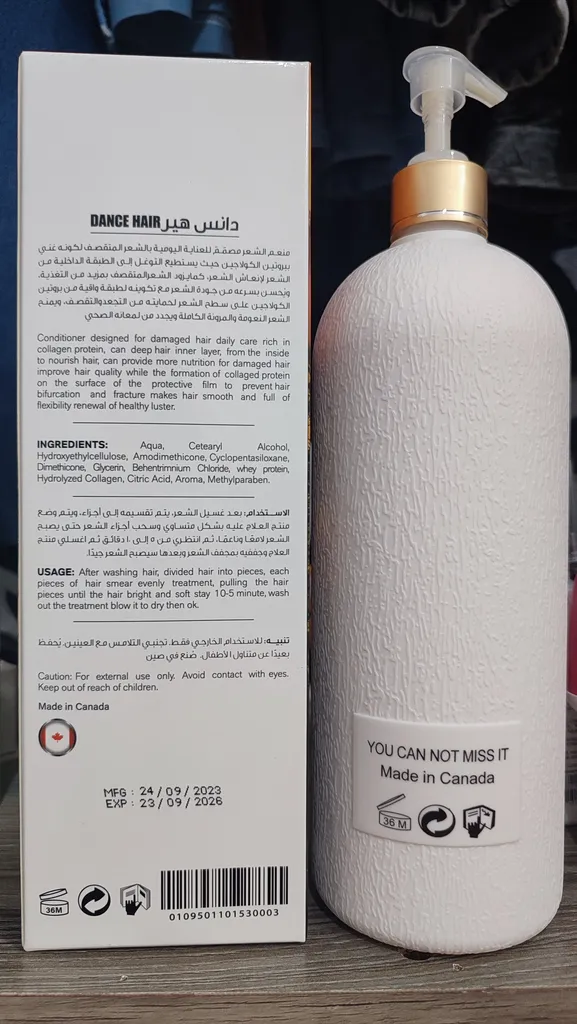 DANCE HAIR دانس هير
منعم الشعر مصمم للعناية اليومية بالشعر المتقصف لكونه غني
ببروتين الكولاجين حيث يستطيع التوغل إلى الطبقة الداخلية من
الشعر لإنعاش الشعر، كمايزود الشعرالمتقصف بمزيد من التغذية،
ويُحسن بسرعه من جودة الشعر مع تكوينه لطبقة واقية من بروتين
الكولاجين على سطح الشعر لحمايته من التجعدوالتقصف، ويمنح
الشعر النعومة والمرونة الكاملة ويجدد من لمعانه الصحي
Conditioner designed for damaged hair daily care rich in
collagen protein, can deep hair inner layer, from the inside
to nourish hair, can provide more nutrition for damaged hair
improve hair quality while the formation of collaged protein
on the surface of the protective film to prevent hair
bifurcation and fracture makes hair smooth and full of
flexibility renewal of healthy luster.
INGREDIENTS: Aqua, Cetearyl Alcohol,
Hydroxyethylcellulose, Amodimethicone, Cyclopentasiloxane,
Dimethicone, Glycerin, Behentrimnium Chloride, whey protein,
Hydrolyzed Collagen, Citric Acid, Aroma, Methylparaben.
الاستخدام: بعد غسيل الشعر، يتم تقسيمه إلى أجزاء، ويتم وضع
منتج العلاج عليه بشكل متساوي وسحب أجزاء الشعر حتى يصبح
الشعر لامعًا وناعمًا، ثم انتظري من ٥ إلى ١٠ دقائق ثم اغسلي منتج
العلاج وجففيه بمجفف الشعر وبعدها سيصبح الشعر جيدًا.
USAGE: After washing hair, divided hair into pieces, each
pieces of hair smear evenly treatment, pulling the hair
pieces until the hair bright and soft stay 10-5 minute, wash
out the treatment blow it to dry then ok.
تنبيه: للاستخدام الخارجي فقط. تجنبي التلامس مع العينين. يُحفظ
بعيدًا عن متناول الأطفال. صُنع في صين
Caution: For external use only. Avoid contact with eyes.
Keep out of reach of children.
Made in Canada
MFG : 24 / 09 / 2023
EXP : 23 / 09 / 2026
36M
0109501101530003
YOU CAN NOT MISS IT
Made in Canada
36 M